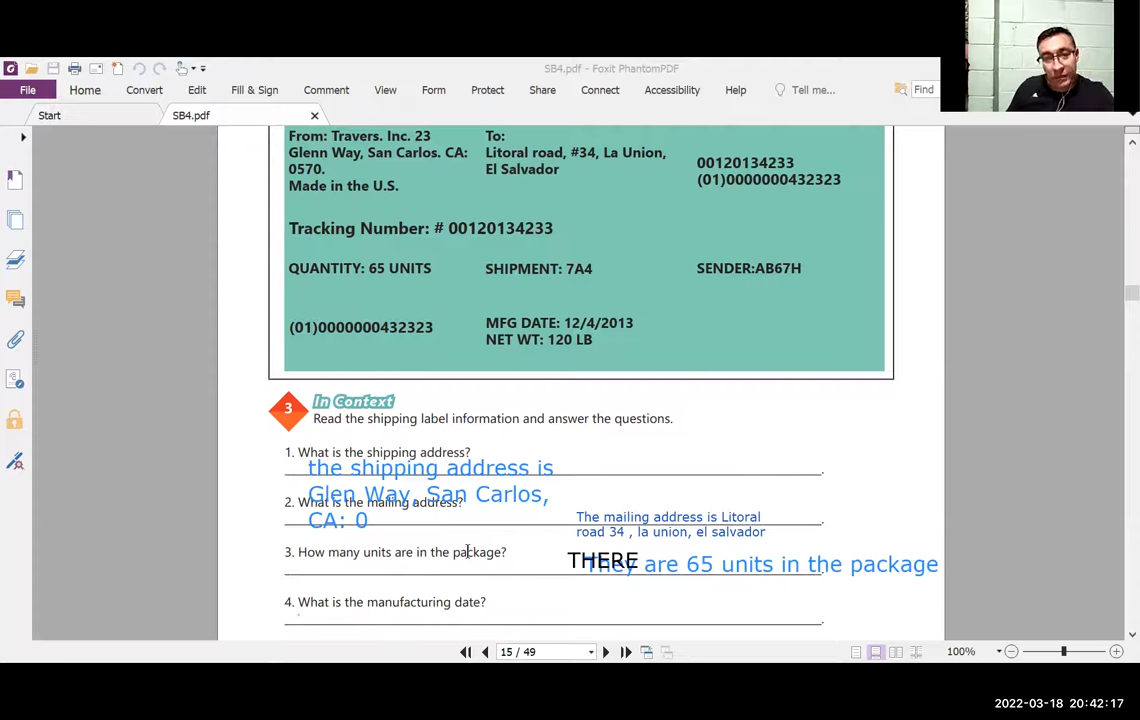 SB4.pdf - Foxit PhantomPDF
File Home Convert Edit Fill & Sign Comment View Form Protect Share Connect Accessibility Help Tell me... Find
Start SB4.pdf
From: Travers. Inc. 23
Glenn Way, San Carlos. CA:
0570.
Made in the U.S.
To:
Litoral road, #34, La Union,
El Salvador
00120134233
(01)0000000432323
Tracking Number: # 00120134233
QUANTITY: 65 UNITS SHIPMENT: 7A4 SENDER:AB67H
(01)0000000432323
MFG DATE: 12/4/2013
NET WT: 120 LB
3 In Context
Read the shipping label information and answer the questions.
1. What is the shipping address?
the shipping address is
Glen Way, San Carlos,
CA: 0
2. What is the mailing address?
The mailing address is Litoral
road 34 , la union, el salvador
3. How many units are in the package?
THERE
They are 65 units in the package
4. What is the manufacturing date?
15 / 49
100%
2022-03-18 20:42:17